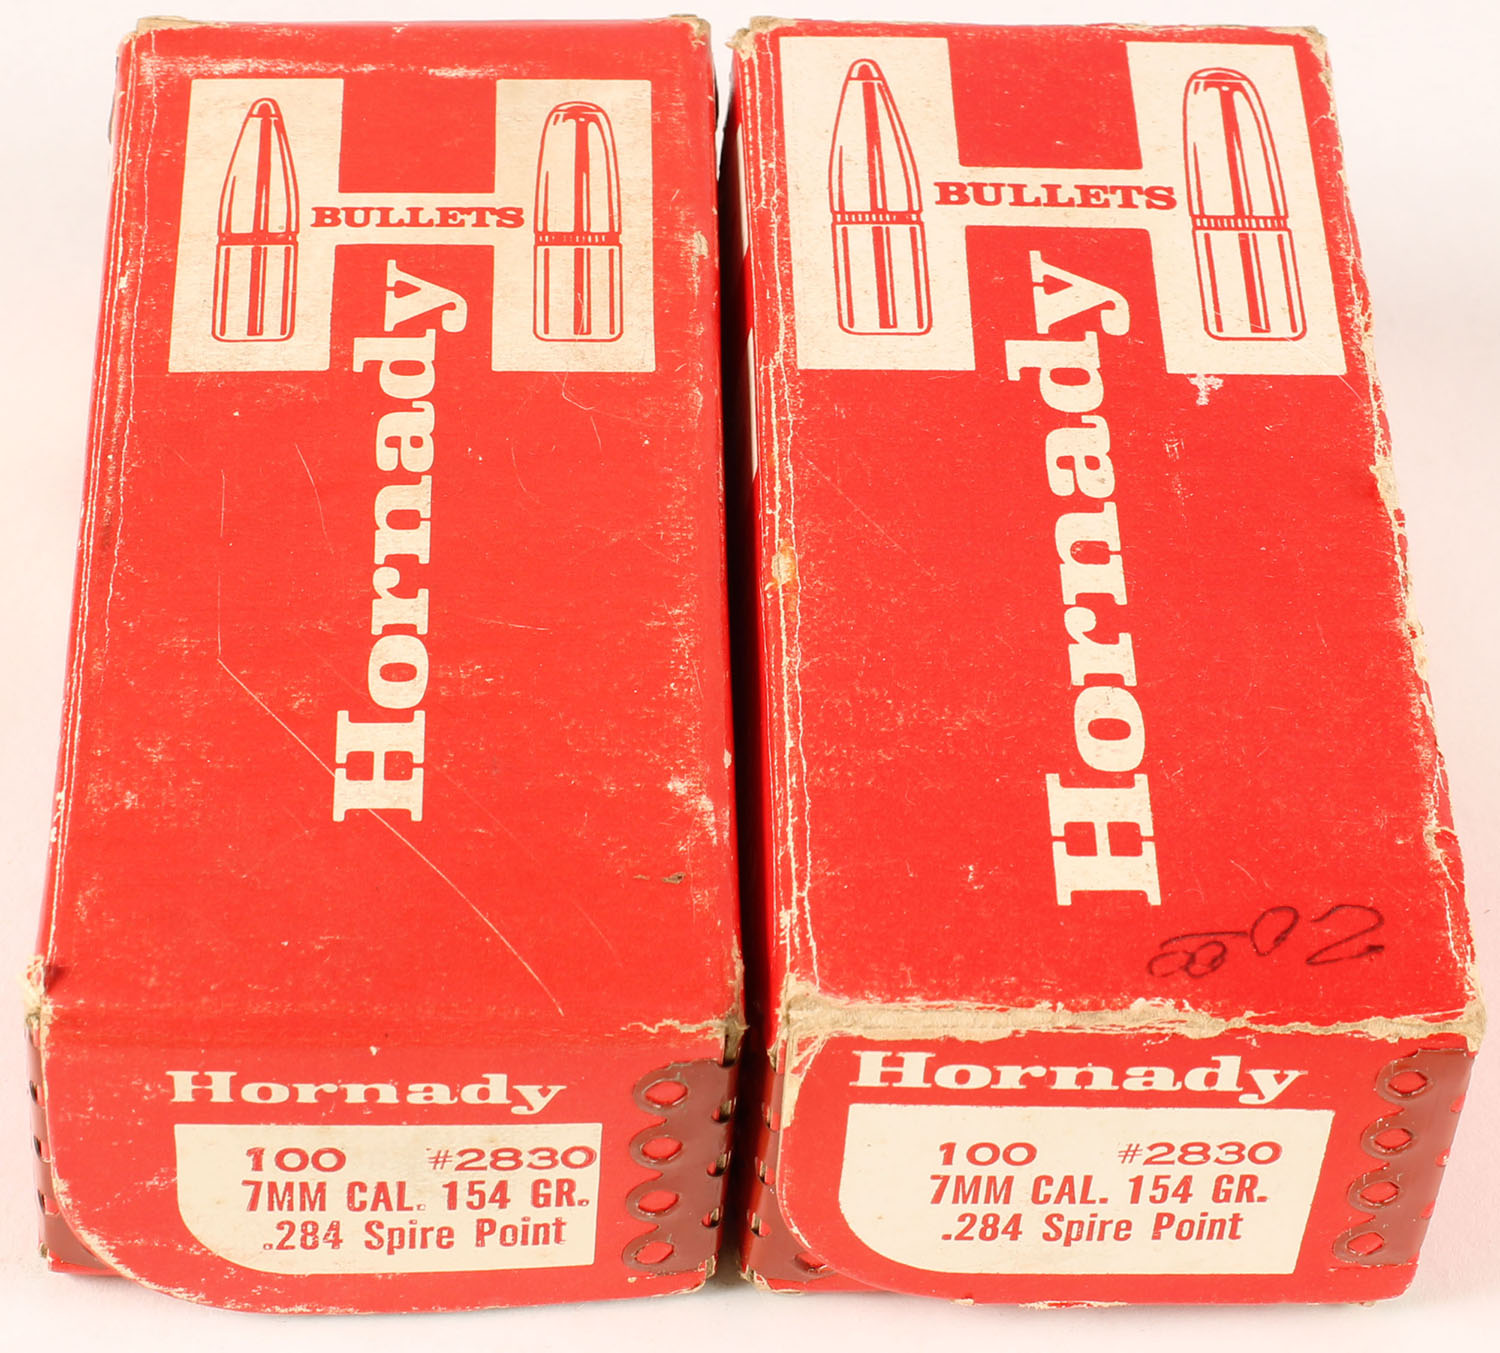 BULLETS
Hornady
Hornady
100 #2830
7MM CAL. 154 GR.
.284 Spire Point
BULLETS
Hornady
Hornady
100 #2830
7MM CAL. 154 GR.
.284 Spire Point